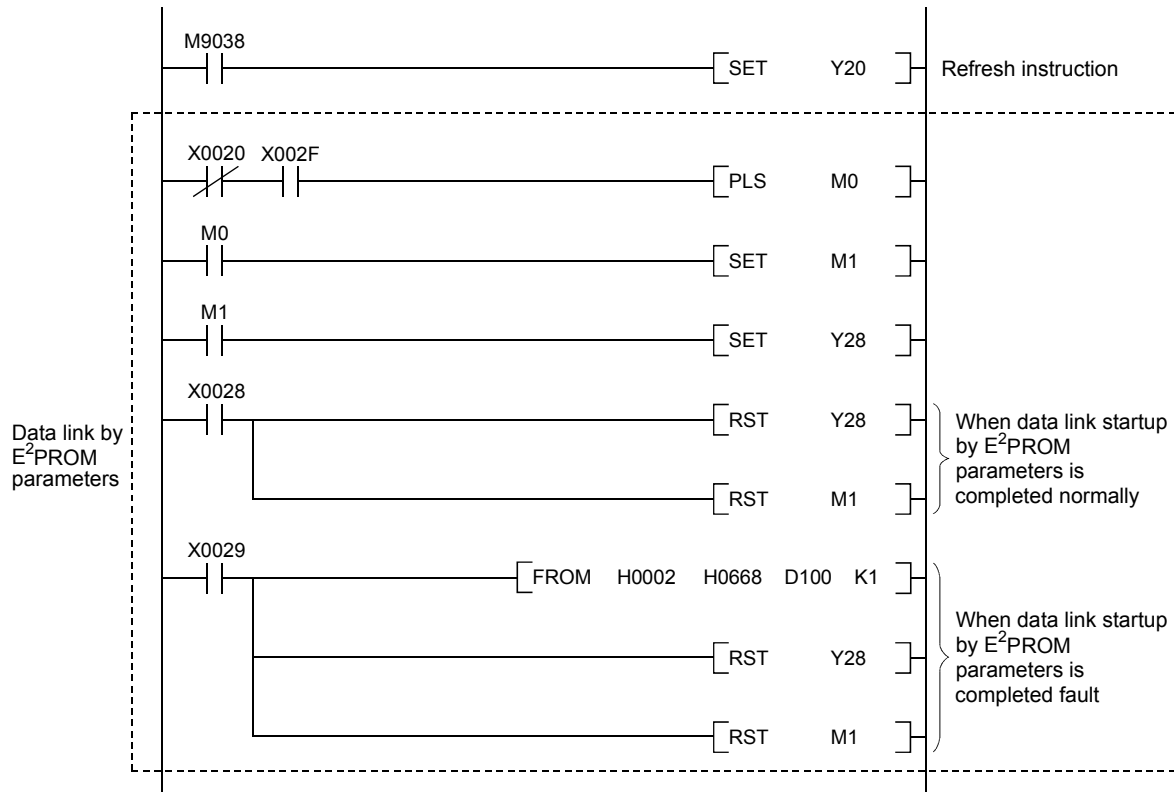 M9038
SET Y20 Refresh instruction
X0020 X002F
PLS M0
M0
SET M1
M1
SET Y28
X0028
RST Y28
RST M1
When data link startup
by E²PROM
parameters is
completed normally
Data link by
E²PROM
parameters
X0029
FROM H0002 H0668 D100 K1
RST Y28
RST M1
When data link startup
by E²PROM
parameters is
completed fault